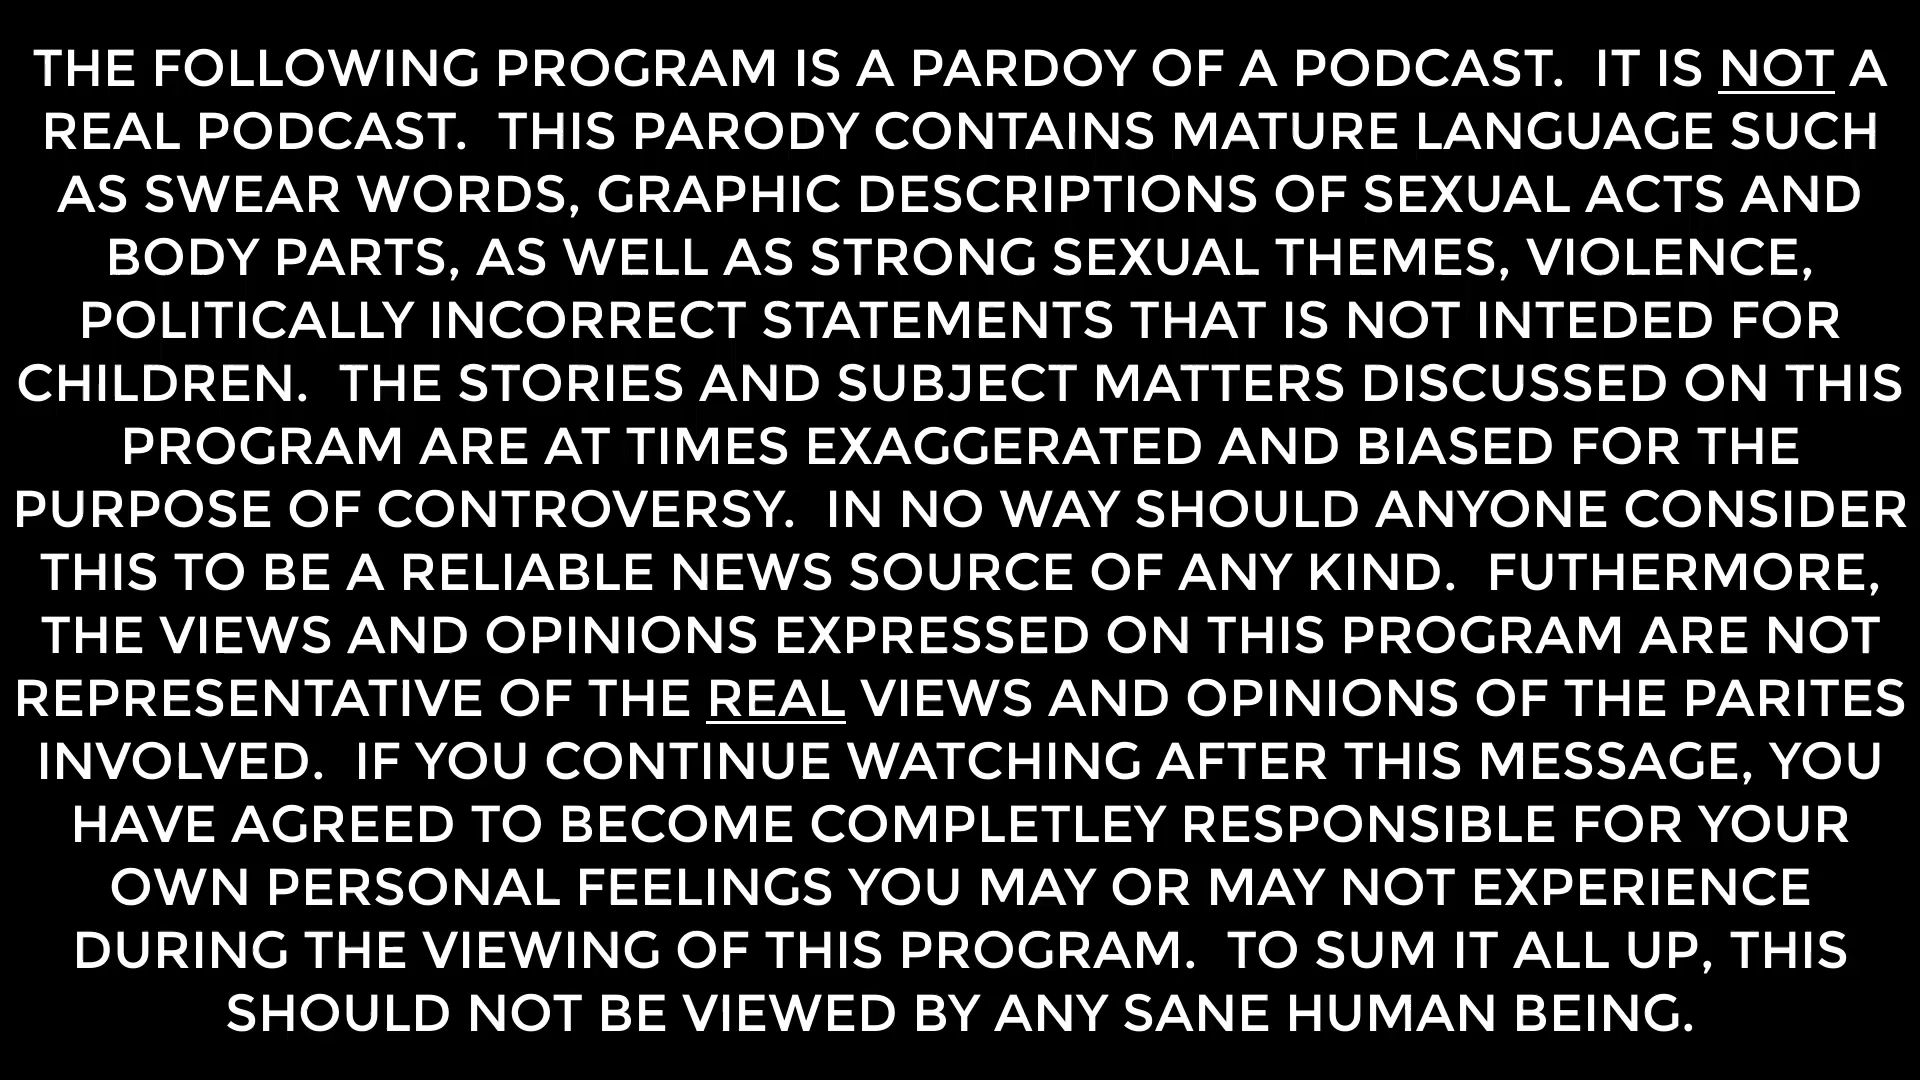 THE FOLLOWING PROGRAM IS A PARDOY OF A PODCAST.  IT IS NOT A
REAL PODCAST.  THIS PARODY CONTAINS MATURE LANGUAGE SUCH
AS SWEAR WORDS, GRAPHIC DESCRIPTIONS OF SEXUAL ACTS AND
BODY PARTS, AS WELL AS STRONG SEXUAL THEMES, VIOLENCE,
POLITICALLY INCORRECT STATEMENTS THAT IS NOT INTEDED FOR
CHILDREN.  THE STORIES AND SUBJECT MATTERS DISCUSSED ON THIS
PROGRAM ARE AT TIMES EXAGGERATED AND BIASED FOR THE
PURPOSE OF CONTROVERSY.  IN NO WAY SHOULD ANYONE CONSIDER
THIS TO BE A RELIABLE NEWS SOURCE OF ANY KIND.  FUTHERMORE,
THE VIEWS AND OPINIONS EXPRESSED ON THIS PROGRAM ARE NOT
REPRESENTATIVE OF THE REAL VIEWS AND OPINIONS OF THE PARITES
INVOLVED.  IF YOU CONTINUE WATCHING AFTER THIS MESSAGE, YOU
HAVE AGREED TO BECOME COMPLETLEY RESPONSIBLE FOR YOUR
OWN PERSONAL FEELINGS YOU MAY OR MAY NOT EXPERIENCE
DURING THE VIEWING OF THIS PROGRAM.  TO SUM IT ALL UP, THIS
SHOULD NOT BE VIEWED BY ANY SANE HUMAN BEING.